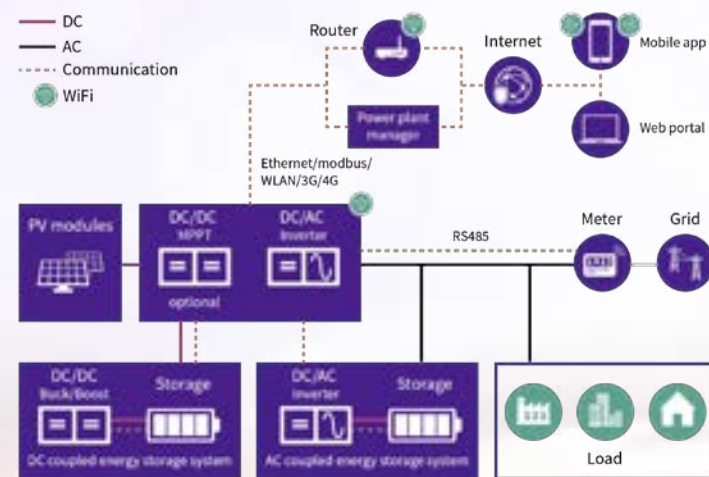 DC
AC
Communication
WiFi
Router
Internet
Mobile app
Power plant
manager
Web portal
Ethernet/modbus/
WLAN/3G/4G
PV modules
DC/DC
MPPT
optional
DC/AC
Inverter
RS485
Meter
Grid
DC/DC
Buck/Boost
Storage
DC coupled energy storage system
DC/AC
Inverter
Storage
AC coupled energy storage system
Load